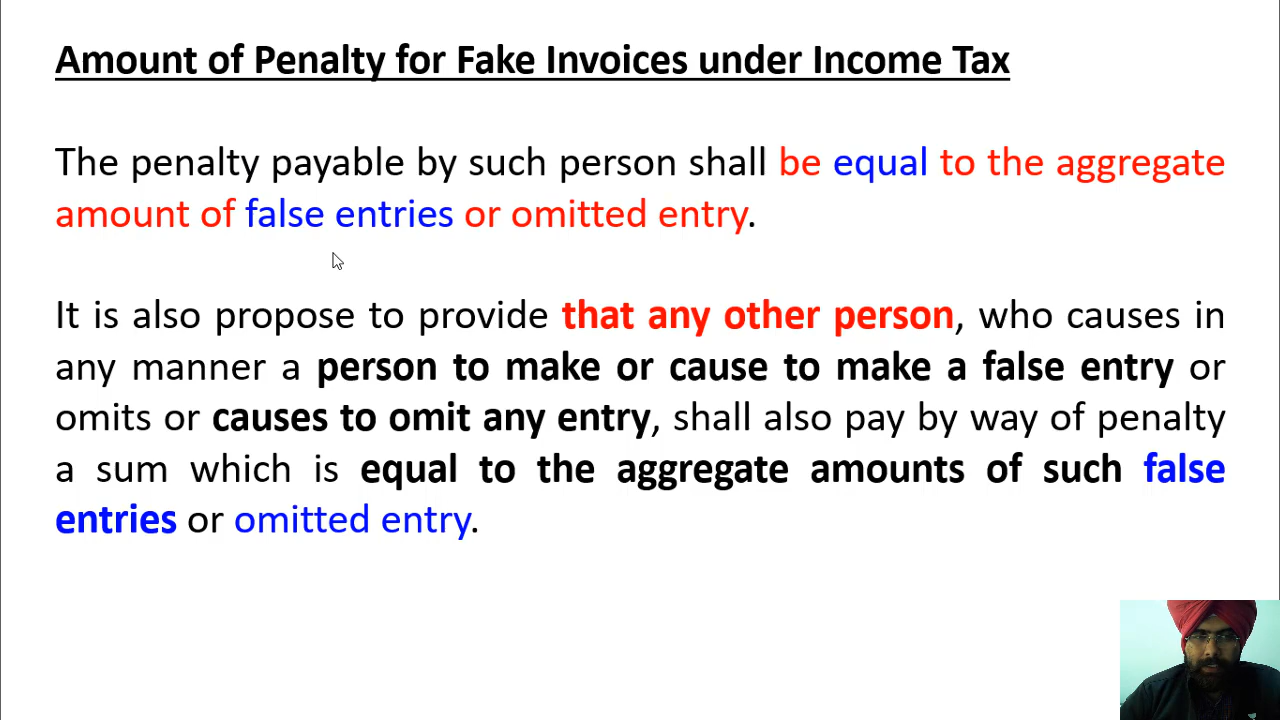 Amount of Penalty for Fake Invoices under Income Tax
The penalty payable by such person shall be equal to the aggregate
amount of false entries or omitted entry.
It is also propose to provide that any other person, who causes in
any manner a person to make or cause to make a false entry or
omits or causes to omit any entry, shall also pay by way of penalty
a sum which is equal to the aggregate amounts of such false
entries or omitted entry.